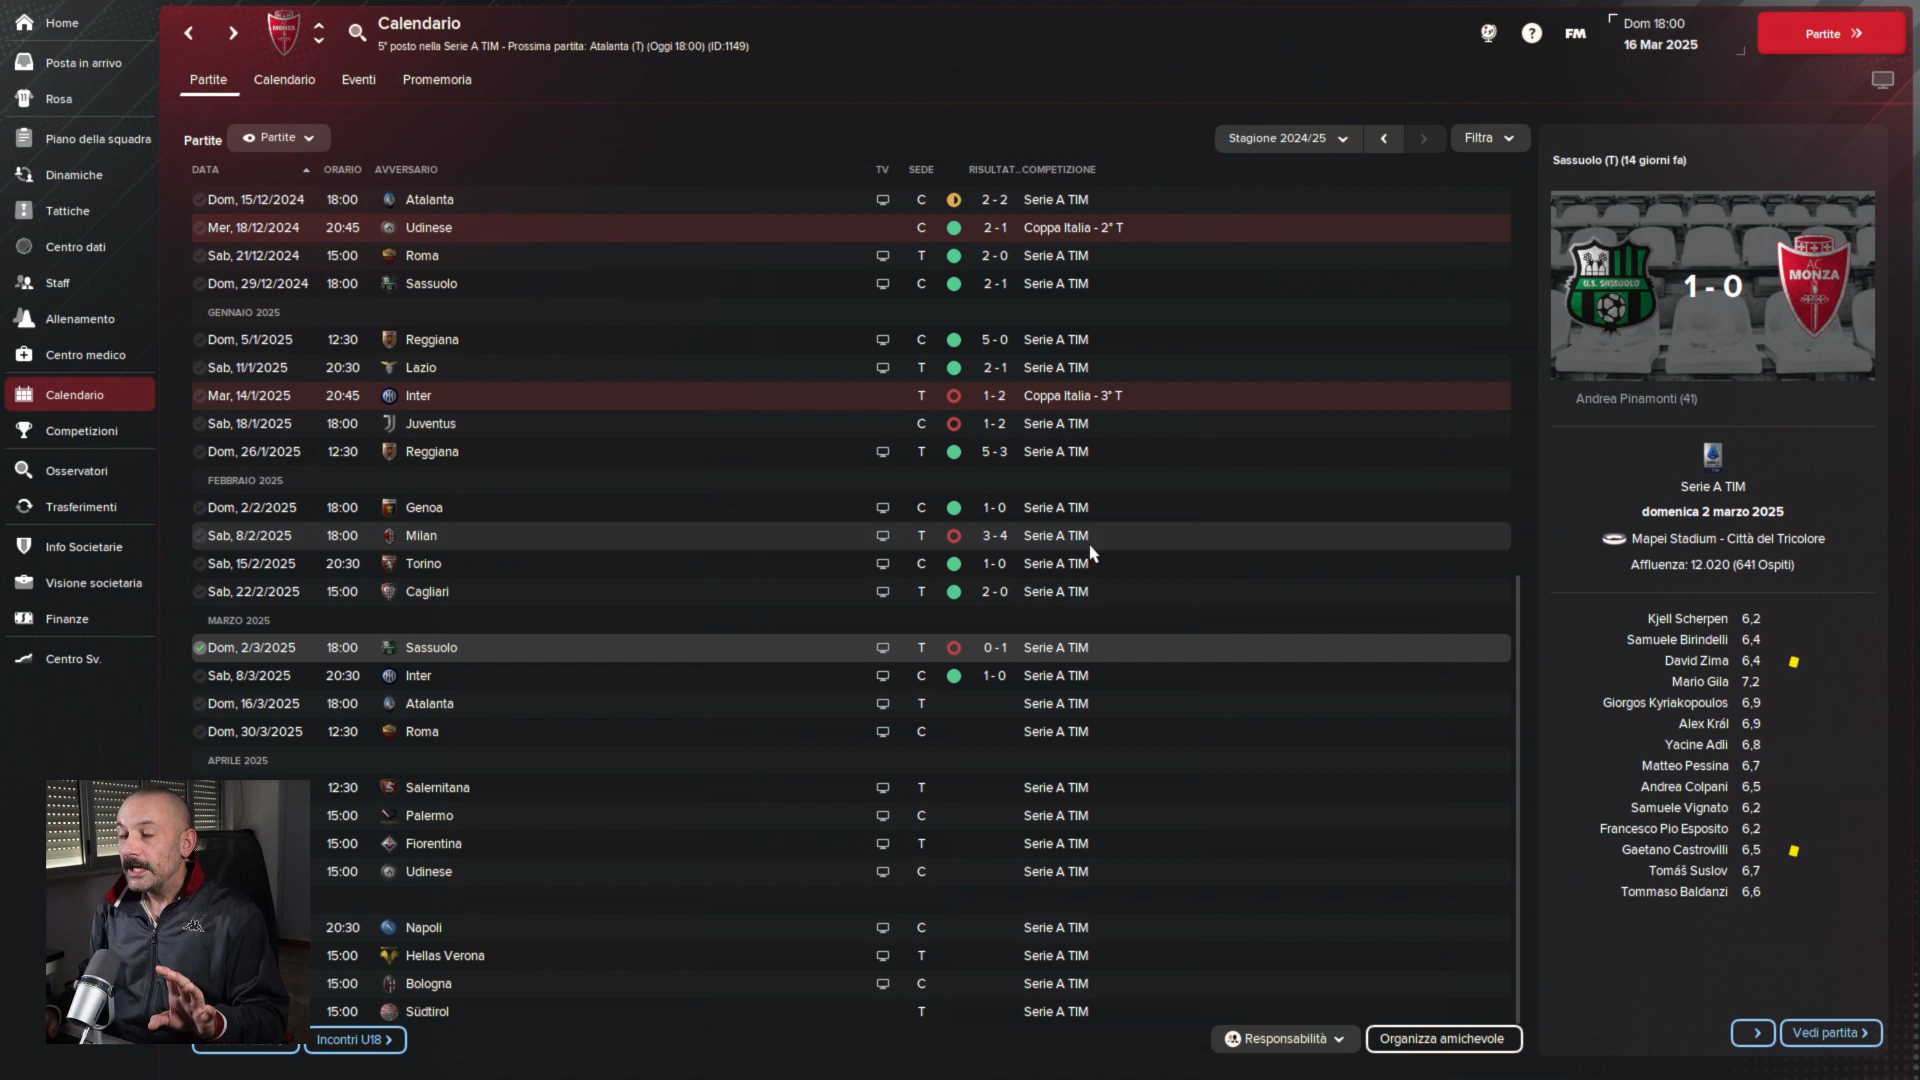 Home
Posta in arrivo
Rosa
Piano della squadra
Dinamiche
Tattiche
Centro dati
Staff
Allenamento
Centro medico
Calendario
Competizioni
Osservatori
Trasferimenti
Info Societarie
Visione societaria
Finanze
Centro Sv.
Calendario
5° posto nella Serie A TIM - Prossima partita: Atalanta (T) (Oggi 18:00) (ID:1149)
FM
Dom 18:00
16 Mar 2025
Partite
Partite Calendario Eventi Promemoria
Partite Partite Stagione 2024/25 Filtra
DATA ORARIO AVVERSARIO TV SEDE RISULTAT... COMPETIZIONE
Dom, 15/12/2024 18:00 Atalanta C 2 - 2 Serie A TIM
Mer, 18/12/2024 20:45 Udinese C 2 - 1 Coppa Italia - 2° T
Sab, 21/12/2024 15:00 Roma T 2 - 0 Serie A TIM
Dom, 29/12/2024 18:00 Sassuolo C 2 - 1 Serie A TIM
GENNAIO 2025
Dom, 5/1/2025 12:30 Reggiana C 5 - 0 Serie A TIM
Sab, 11/1/2025 20:30 Lazio T 2 - 1 Serie A TIM
Mar, 14/1/2025 20:45 Inter T 1 - 2 Coppa Italia - 3° T
Sab, 18/1/2025 18:00 Juventus C 1 - 2 Serie A TIM
Dom, 26/1/2025 12:30 Reggiana T 5 - 3 Serie A TIM
FEBBRAIO 2025
Dom, 2/2/2025 18:00 Genoa C 1 - 0 Serie A TIM
Sab, 8/2/2025 18:00 Milan T 3 - 4 Serie A TIM
Sab, 15/2/2025 20:30 Torino C 1 - 0 Serie A TIM
Sab, 22/2/2025 15:00 Cagliari T 2 - 0 Serie A TIM
MARZO 2025
Dom, 2/3/2025 18:00 Sassuolo T 0 - 1 Serie A TIM
Sab, 8/3/2025 20:30 Inter C 1 - 0 Serie A TIM
Dom, 16/3/2025 18:00 Atalanta T Serie A TIM
Dom, 30/3/2025 12:30 Roma C Serie A TIM
APRILE 2025
12:30 Salernitana T Serie A TIM
15:00 Palermo C Serie A TIM
15:00 Fiorentina T Serie A TIM
15:00 Udinese C Serie A TIM
20:30 Napoli C Serie A TIM
15:00 Hellas Verona T Serie A TIM
15:00 Bologna C Serie A TIM
15:00 Südtirol T Serie A TIM
Incontri U18
Responsabilità
Organizza amichevole
Sassuolo (T) (14 giorni fa)
U.S. SASSUOLO
1 - 0
AC
MONZA
Andrea Pinamonti (41)
Serie A TIM
domenica 2 marzo 2025
Mapei Stadium - Città del Tricolore
Affluenza: 12.020 (641 Ospiti)
Kjell Scherpen 6,2
Samuele Birindelli 6,4
David Zima 6,4
Mario Gila 7,2
Giorgos Kyriakopoulos 6,9
Alex Král 6,9
Yacine Adli 6,8
Matteo Pessina 6,7
Andrea Colpani 6,5
Samuele Vignato 6,2
Francesco Pio Esposito 6,2
Gaetano Castrovilli 6,5
Tomáš Suslov 6,7
Tommaso Baldanzi 6,6
Vedi partita